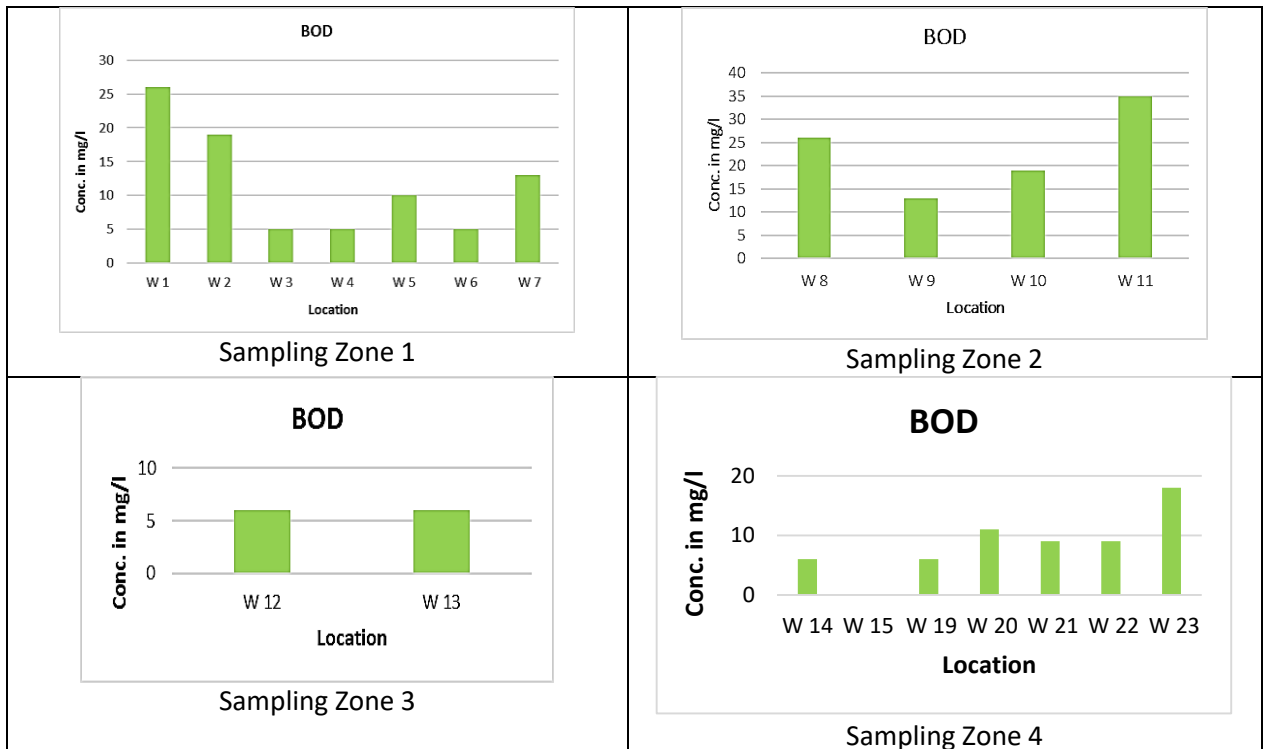 BOD
30
25
20
15
10
5
0
Conc. in mg/l
W 1 W 2 W 3 W 4 W 5 W 6 W 7
Location
Sampling Zone 1
BOD
40
35
30
25
20
15
10
5
0
Conc. in mg/l
W 8 W 9 W 10 W 11
Location
Sampling Zone 2
BOD
10
5
0
Conc. in mg/l
W 12 W 13
Location
Sampling Zone 3
BOD
20
10
0
Conc. in mg/l
W 14 W 15 W 19 W 20 W 21 W 22 W 23
Location
Sampling Zone 4